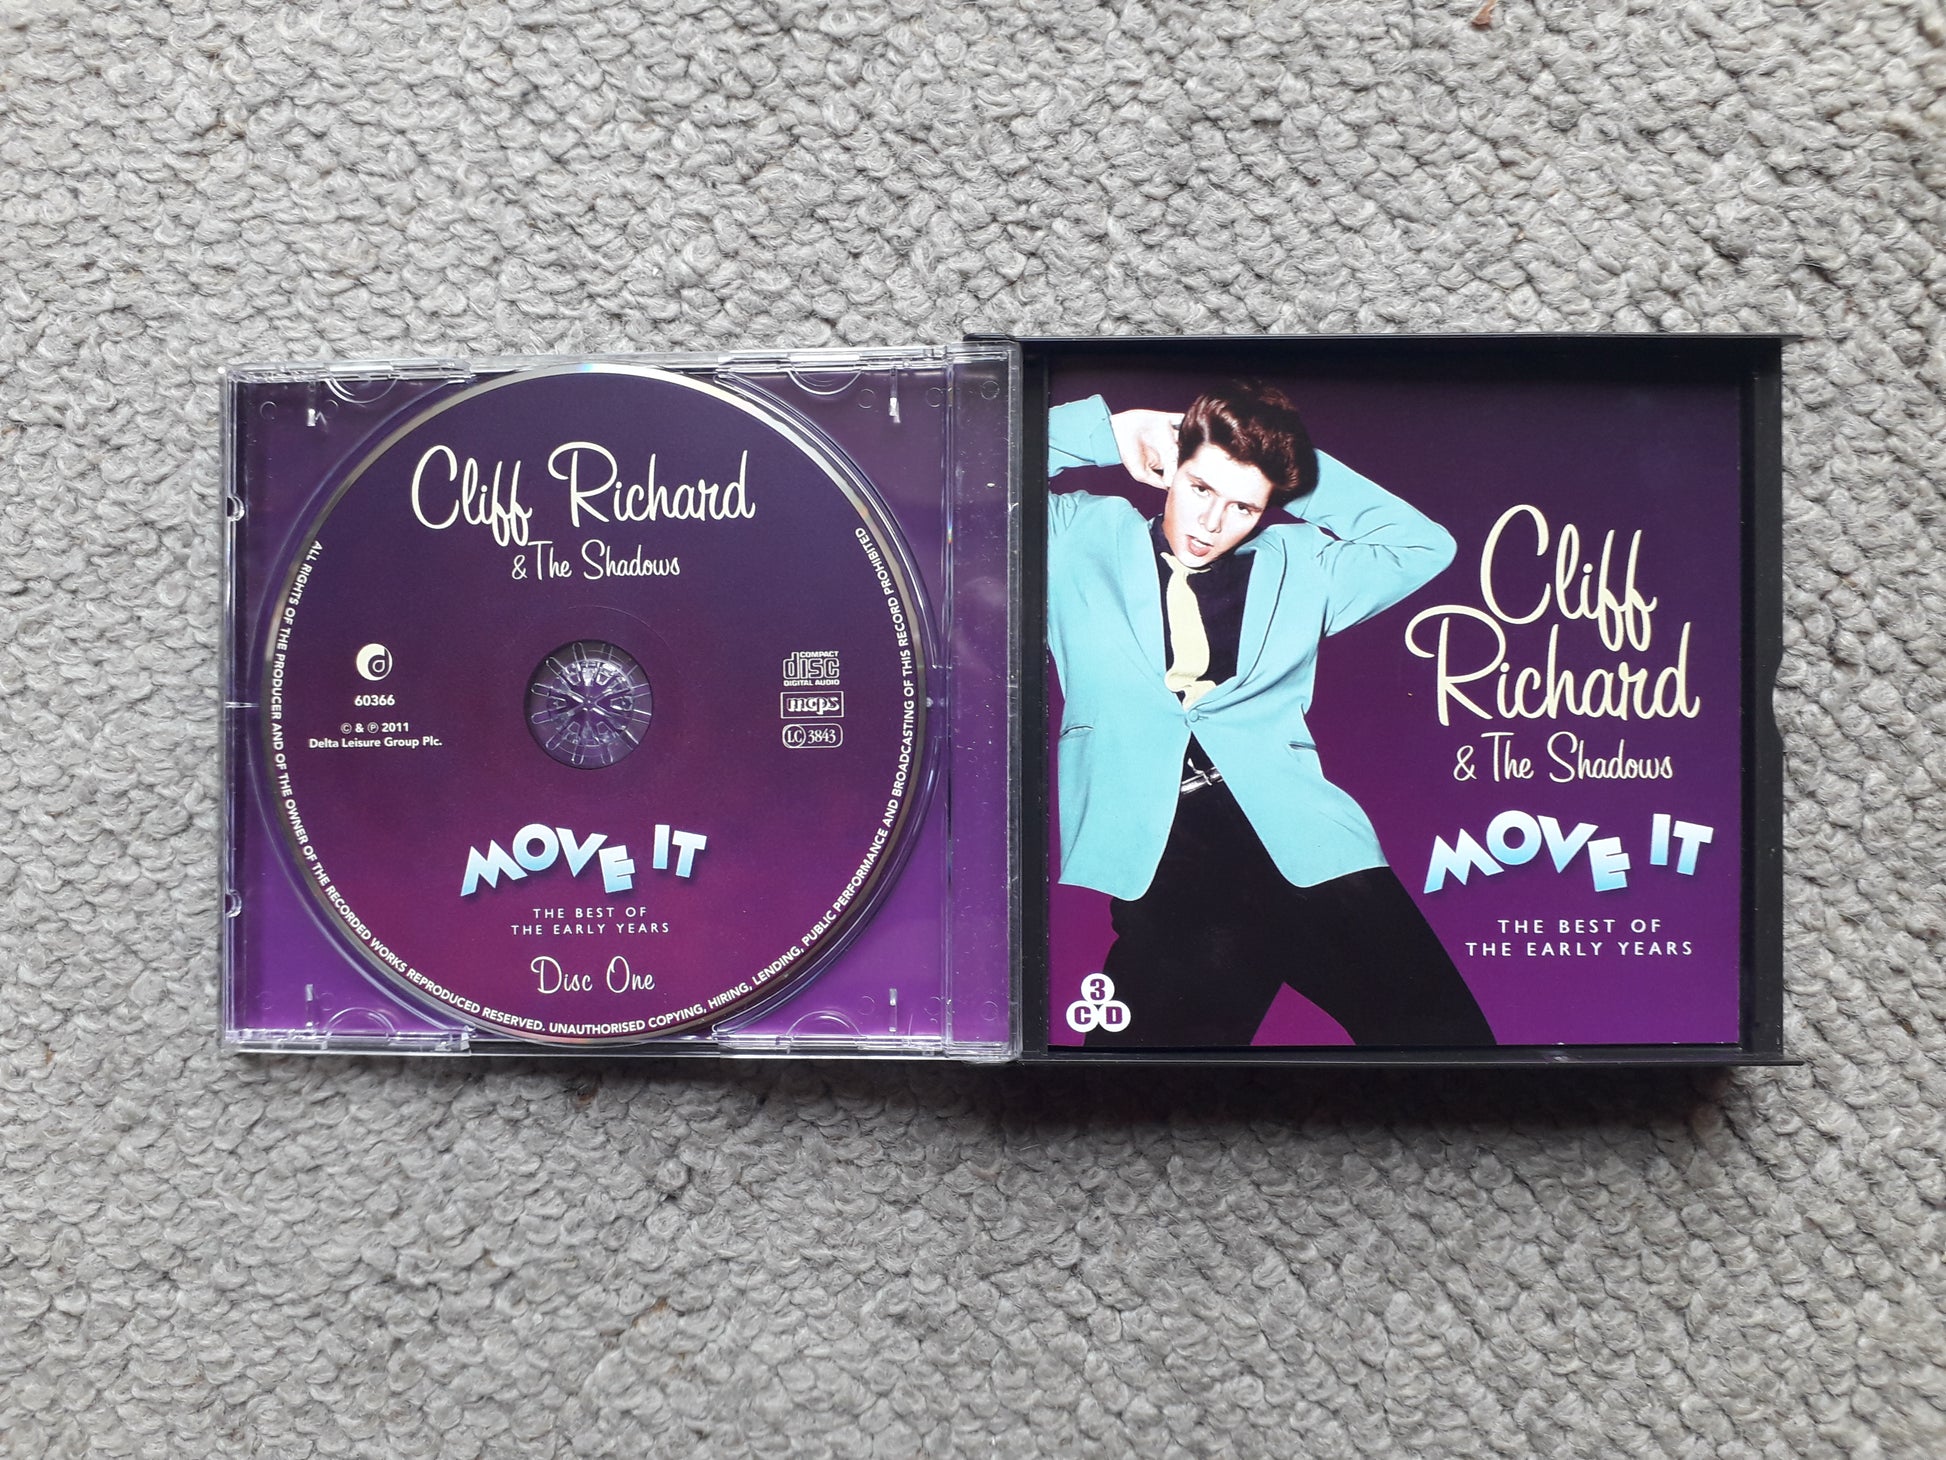 Cliff Richard
& The Shadows
d
60366
© & ℗ 2011
Delta Leisure Group Plc.
COMPACT
disc
DIGITAL AUDIO
mcps
LC 3843
MOVE IT
THE BEST OF
THE EARLY YEARS
Disc One
ALL RIGHTS OF THE PRODUCER AND OF THE OWNER OF THE RECORDED WORKS REPRODUCED RESERVED. UNAUTHORISED COPYING, HIRING, LENDING, PUBLIC PERFORMANCE AND BROADCASTING OF THIS RECORD PROHIBITED
Cliff
Richard
& The Shadows
MOVE IT
THE BEST OF
THE EARLY YEARS
3
CD